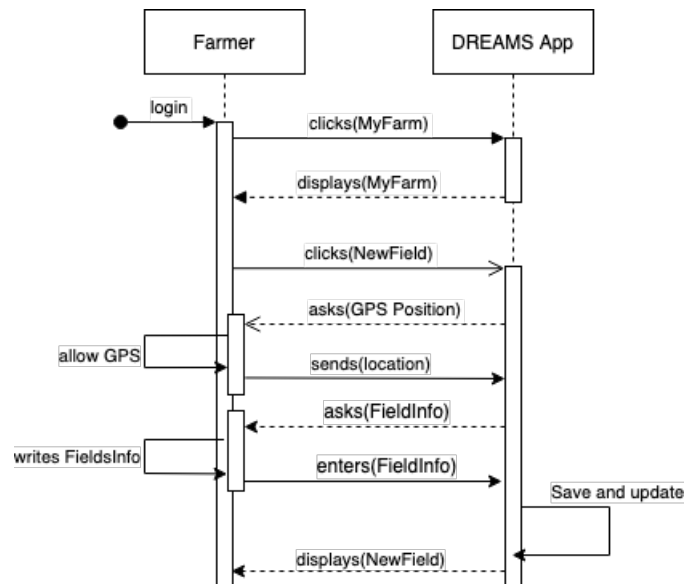 Farmer
DREAMS App
login
clicks(MyFarm)
displays(MyFarm)
clicks(NewField)
asks(GPS Position)
allow GPS
sends(location)
asks(FieldInfo)
writes FieldsInfo
enters(FieldInfo)
Save and update
displays(NewField)